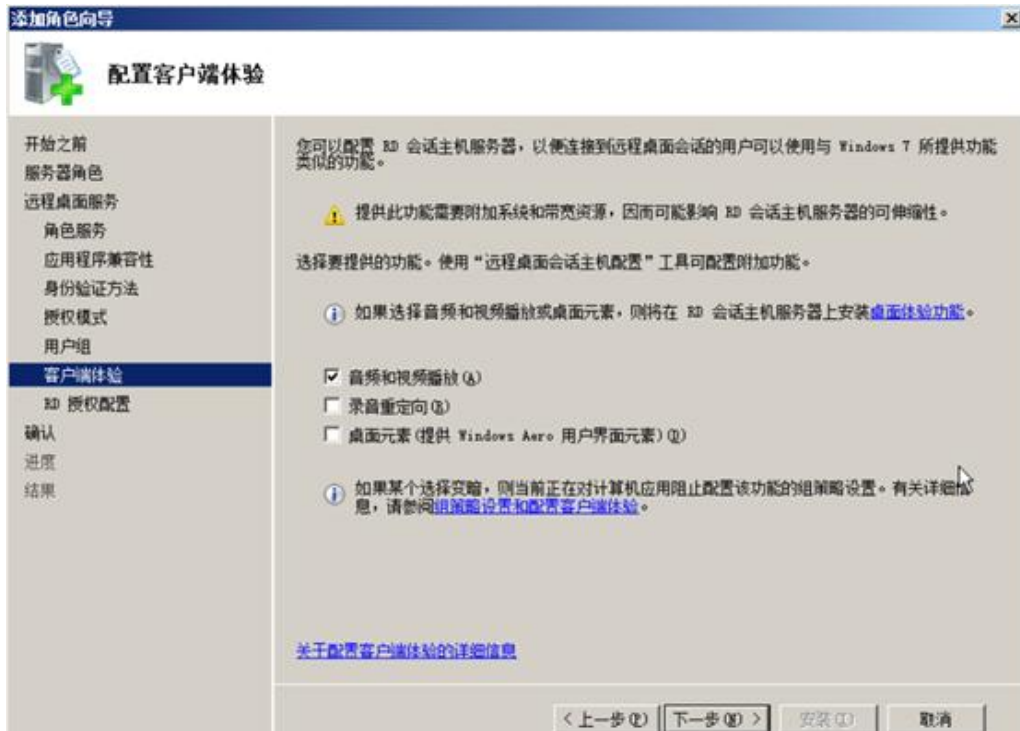 添加角色向导
配置客户端体验
开始之前
服务器角色
远程桌面服务
角色服务
应用程序兼容性
身份验证方法
授权模式
用户组
客户端体验
RD 授权配置
确认
进度
结果
您可以配置 RD 会话主机服务器，以便连接到远程桌面会话的用户可以使用与 Windows 7 所提供功能
类似的功能。
提供此功能需要附加系统和带宽资源，因而可能影响 RD 会话主机服务器的可伸缩性。
选择要提供的功能。使用“远程桌面会话主机配置”工具可配置附加功能。
如果选择音频和视频播放或桌面元素，则将在 RD 会话主机服务器上安装桌面体验功能。
音频和视频播放(A)
录音重定向(R)
桌面元素(提供 Windows Aero 用户界面元素)(D)
如果某个选择变暗，则当前正在对计算机应用阻止配置该功能的组策略设置。有关详细信
息，请参阅组策略设置和配置客户端体验。
关于配置客户端体验的详细信息
< 上一步(P)
下一步(N) >
安装(I)
取消